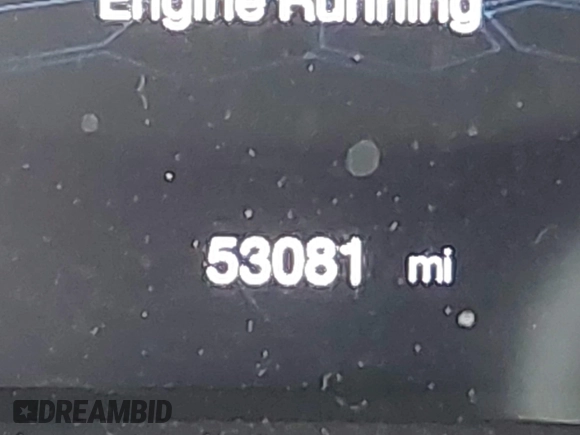 Engine Running
53081 mi
DREAMBID